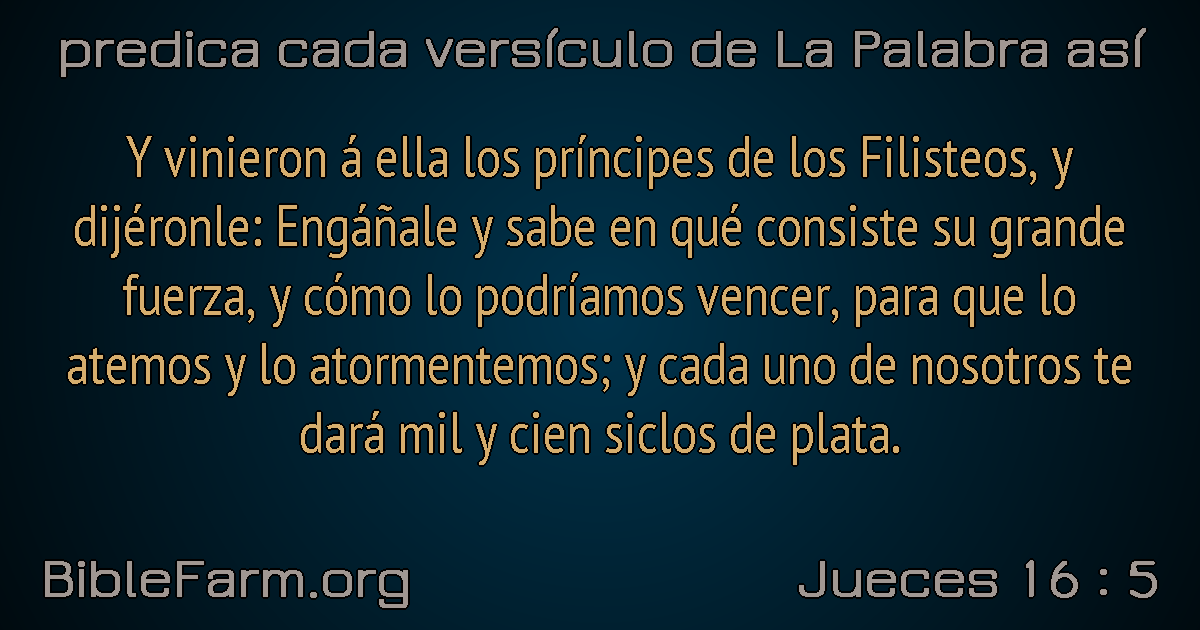 predica cada versículo de La Palabra así
Y vinieron á ella los príncipes de los Filisteos, y
dijéronle: Engáñale y sabe en qué consiste su grande
fuerza, y cómo lo podríamos vencer, para que lo
atemos y lo atormentemos; y cada uno de nosotros te
dará mil y cien siclos de plata.
BibleFarm.org
Jueces 16 : 5